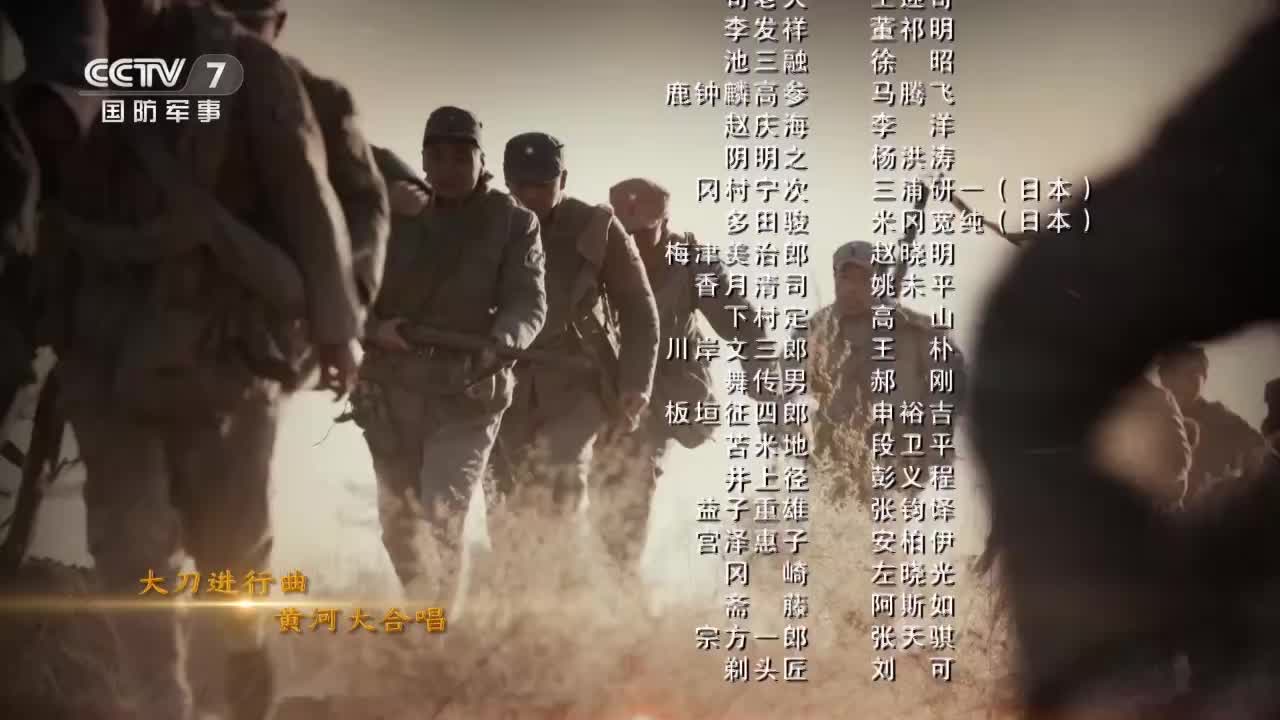 CCTV 7
国防军事
李发祥 董祁明
池三融 徐 昭
鹿钟麟高参 马腾飞
赵庆海 李 洋
阴明之 杨洪涛
冈村宁次 三浦研一（日本）
多田骏 米冈宽纯（日本）
梅津美治郎 赵晓明
香月清司 姚未平
下村定 高 山
川岸文三郎 王 朴
舞传男 郝 刚
板垣征四郎 申裕吉
苫米地 段卫平
井上径 彭义程
益子重雄 张钧烽
宫泽惠子 安柏伊
冈 崎 左晓光
斋 藤 阿斯如
宗方一郎 张天骐
剃头匠 刘 可
大刀进行曲
黄河大合唱